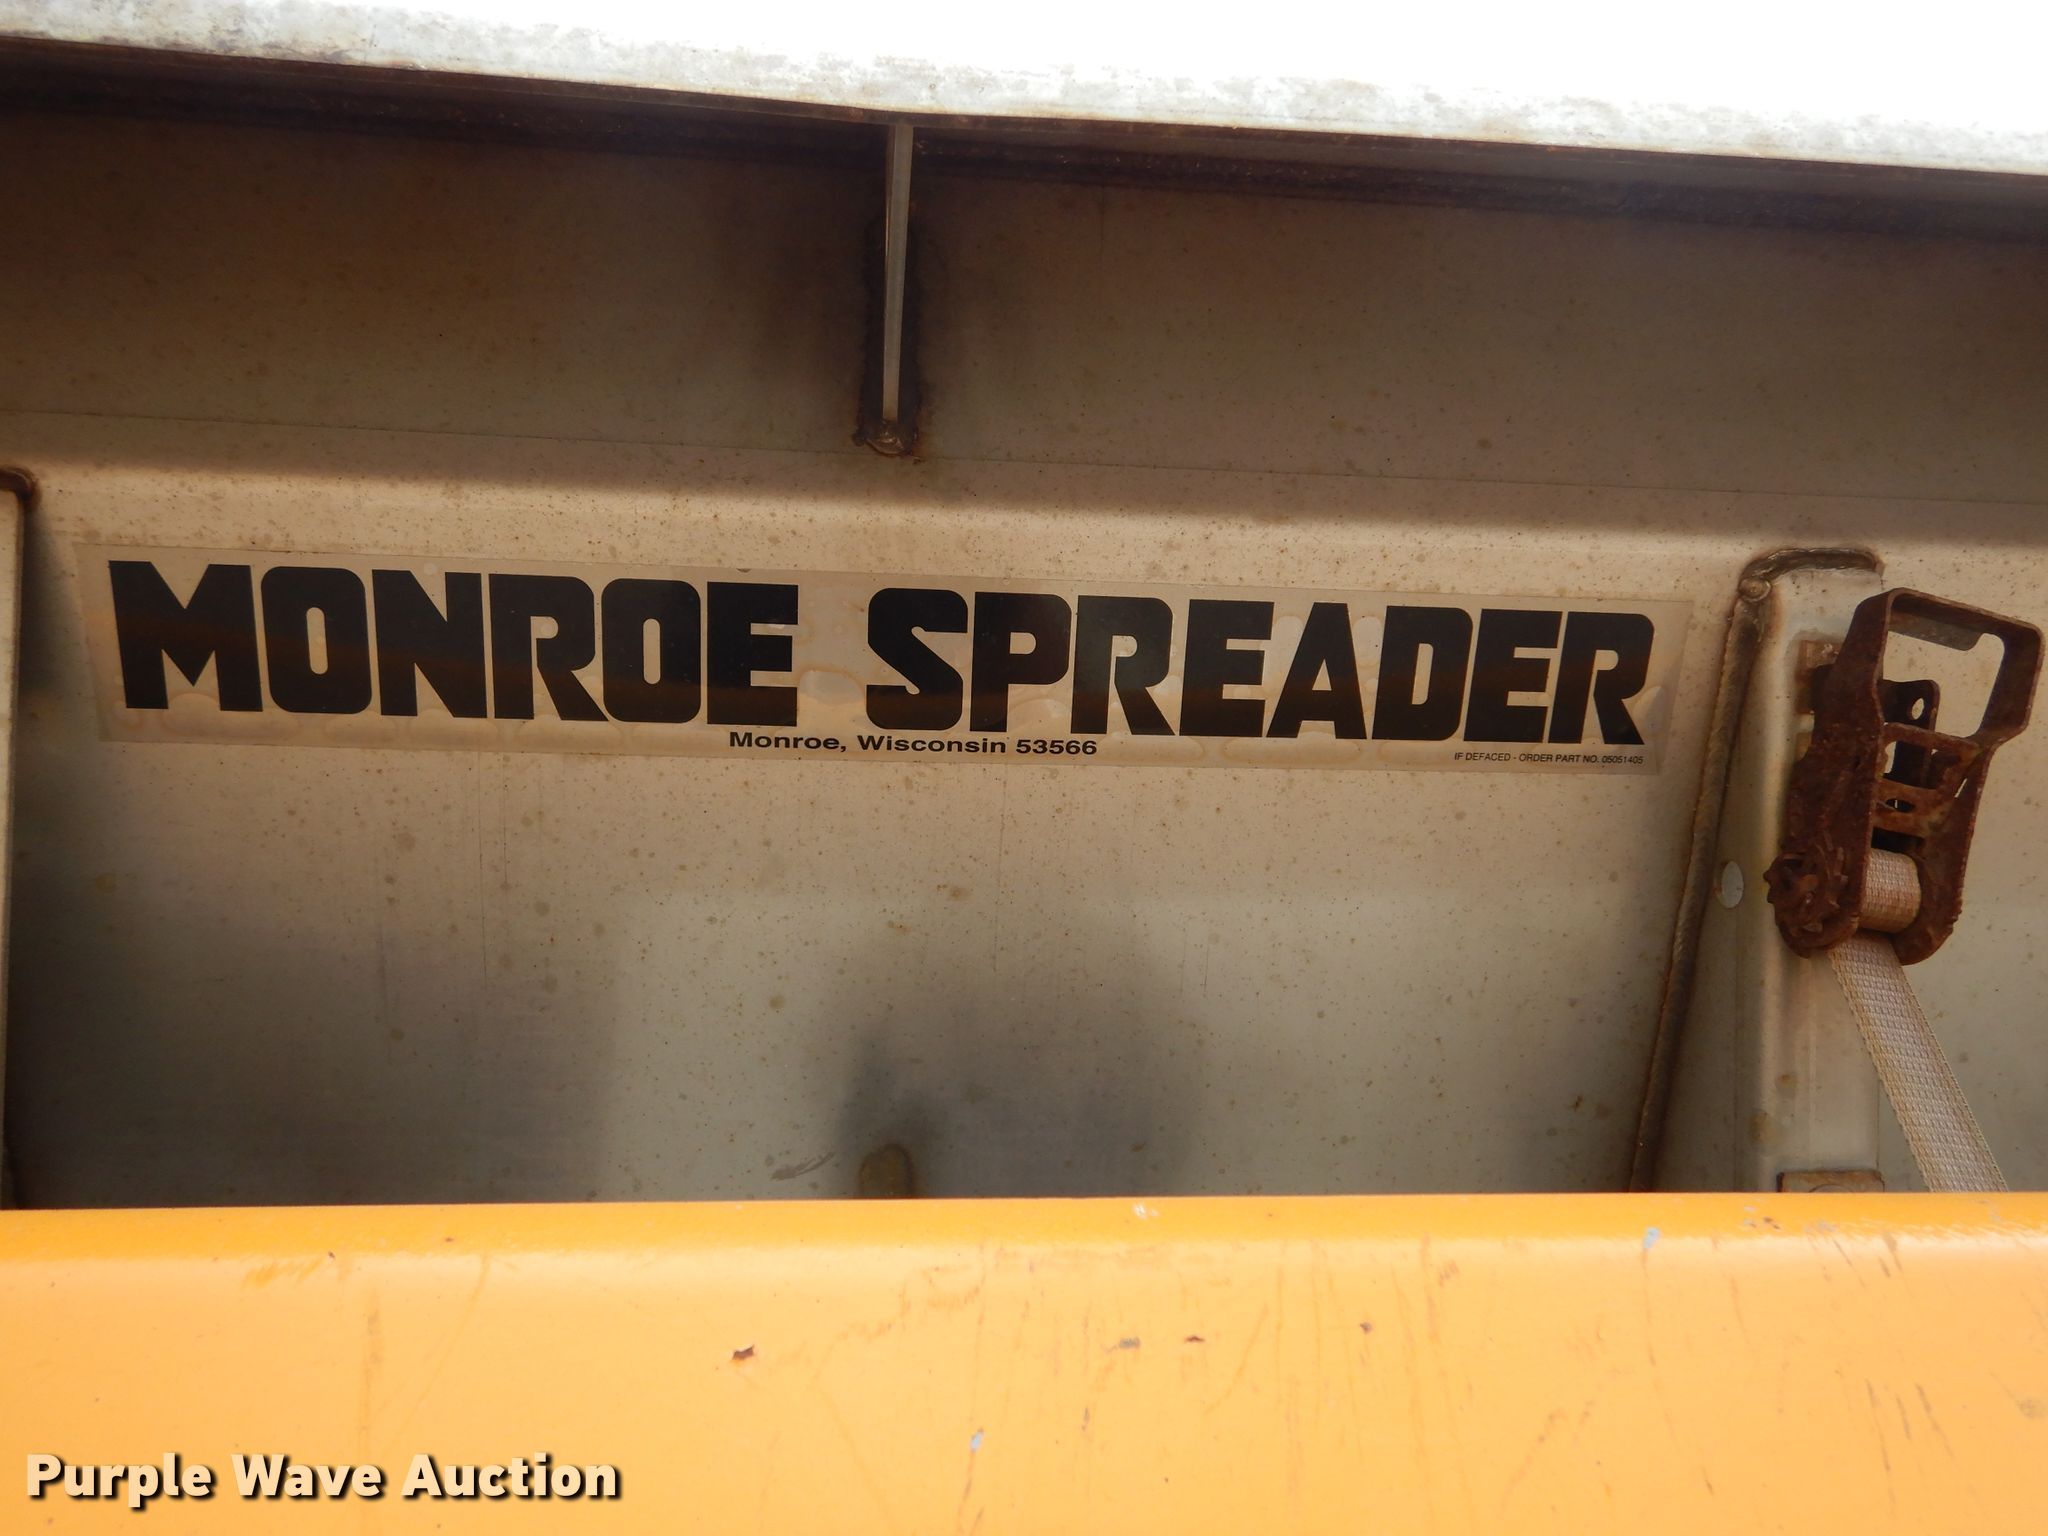 MONROE SPREADER
Monroe, Wisconsin 53566
IF DEFACED - ORDER PART NO. 05051405
Purple Wave Auction